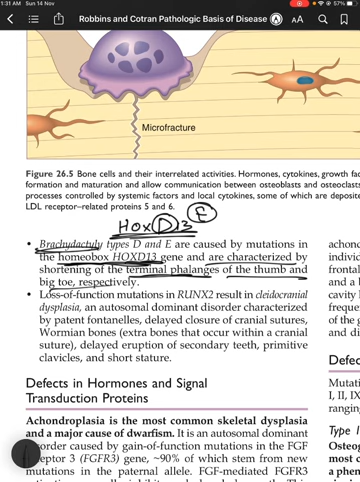 1:31 AM Sun 14 Nov
57%
Robbins and Cotran Pathologic Basis of Disease
AA
Microfracture
Figure 26.5 Bone cells and their interrelated activities. Hormones, cytokines, growth fac
formation and maturation and allow communication between osteoblasts and osteoclasts
processes controlled by systemic factors and local cytokines, some of which are deposite
LDL receptor–related proteins 5 and 6.
HOXD13 E
• Brachydactyly types D and E are caused by mutations in
the homeobox HOXD13 gene and are characterized by
shortening of the terminal phalanges of the thumb and
big toe, respectively.
• Loss-of-function mutations in RUNX2 result in cleidocranial
dysplasia, an autosomal dominant disorder characterized
by patent fontanelles, delayed closure of cranial sutures,
Wormian bones (extra bones that occur within a cranial
suture), delayed eruption of secondary teeth, primitive
clavicles, and short stature.
Defects in Hormones and Signal
Transduction Proteins
Achondroplasia is the most common skeletal dysplasia
and a major cause of dwarfism. It is an autosomal dominant
order caused by gain-of-function mutations in the FGF
eptor 3 (FGFR3) gene, ~90% of which stem from new
mutations in the paternal allele. FGF-mediated FGFR3
achond
individ
frontal
and a
cavity
freque
of the g
and di
Defec
Mutati
I, II, IX
ranging
Type I
Osteog
most c
a phen